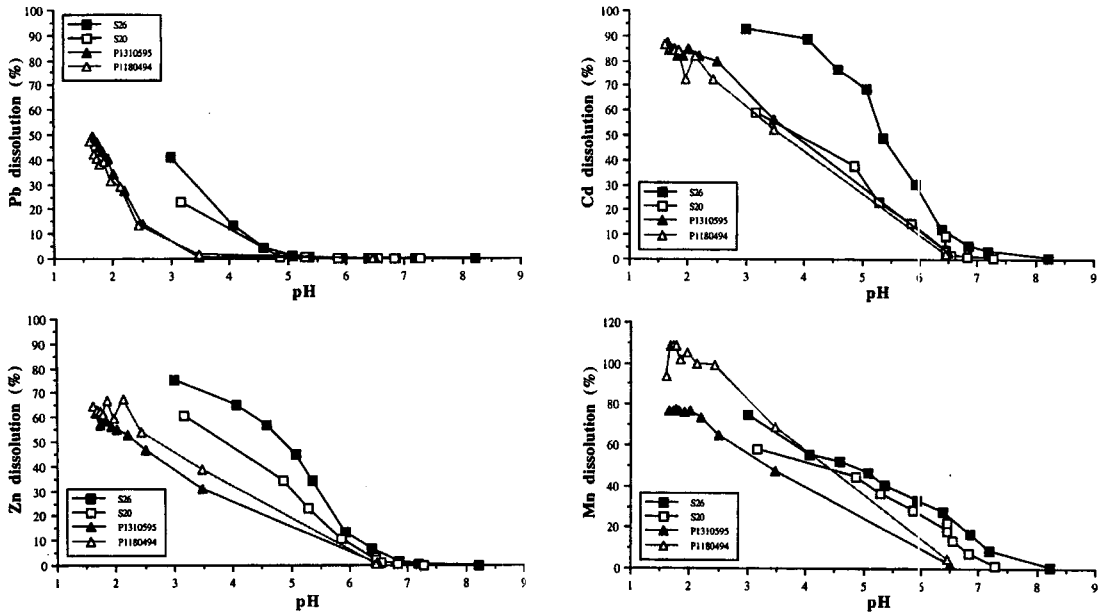 Pb dissolution (%)
100
90
80
70
60
50
40
30
20
10
0
S26
S20
P1310595
P1180494
1 2 3 4 5 6 7 8 9
pH
Cd dissolution (%)
100
90
80
70
60
50
40
30
20
10
0
S26
S20
P1310595
P1180494
1 2 3 4 5 6 7 8 9
pH
Zn dissolution (%)
100
90
80
70
60
50
40
30
20
10
0
S26
S20
P1310595
P1180494
1 2 3 4 5 6 7 8 9
pH
Mn dissolution (%)
120
100
80
60
40
20
0
S26
S20
P1310595
P1180494
1 2 3 4 5 6 7 8 9
pH